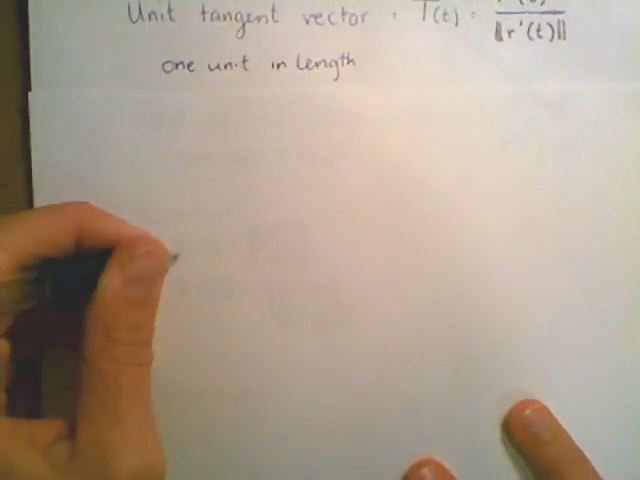 Unit tangent vector : T(t) :
||r'(t)||
one unit in length